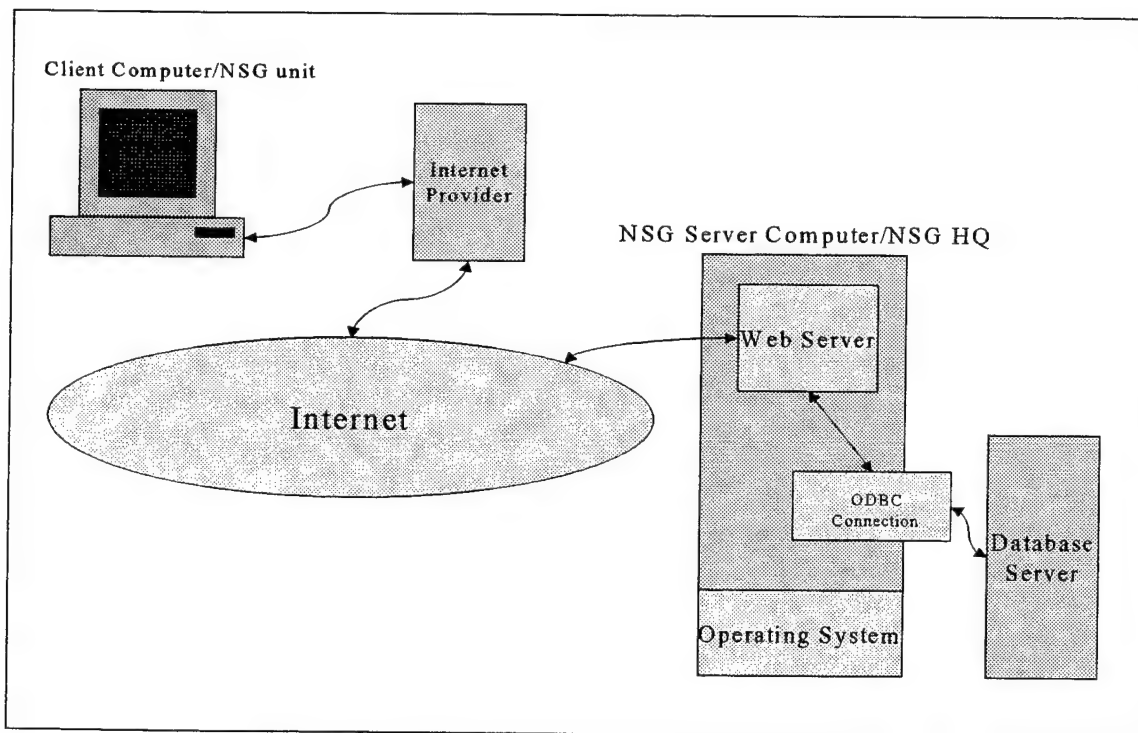 Client Computer/NSG unit
Internet
Provider
NSG Server Computer/NSG HQ
Web Server
Internet
ODBC
Connection
Database
Server
Operating System